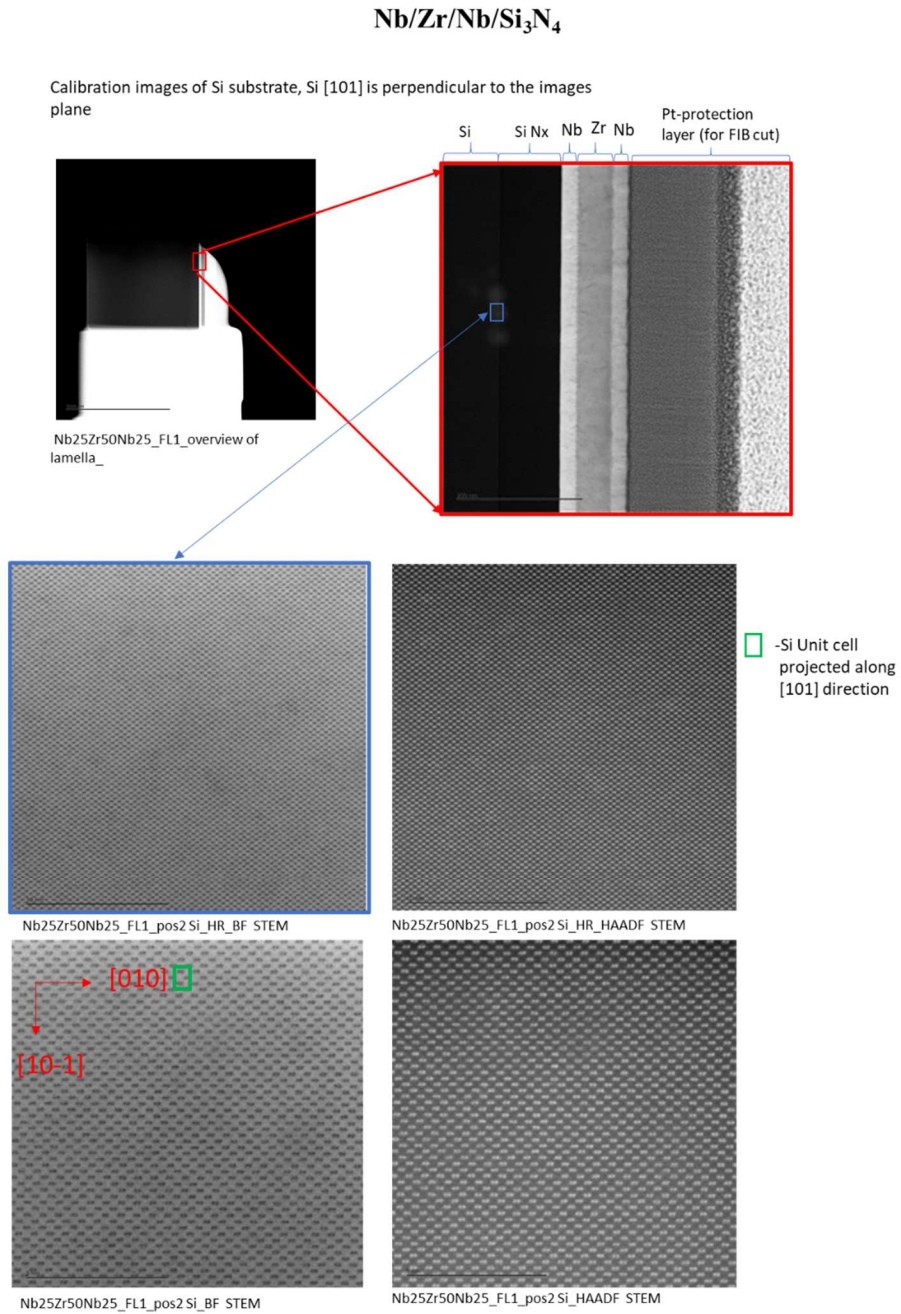 Nb/Zr/Nb/Si₃N₄
Calibration images of Si substrate, Si [101] is perpendicular to the images
plane
Pt-protection
layer (for FIB cut)
Si
Si Nx
Nb
Zr
Nb
Nb25Zr50Nb25_FL1_overview of
lamella_
-Si Unit cell
projected along
[101] direction
Nb25Zr50Nb25_FL1_pos2 Si_HR_BF STEM
Nb25Zr50Nb25_FL1_pos2 Si_HR_HAADF STEM
[010]
[10-1]
Nb25Zr50Nb25_FL1_pos2 Si_BF STEM
Nb25Zr50Nb25_FL1_pos2 Si_HAADF STEM